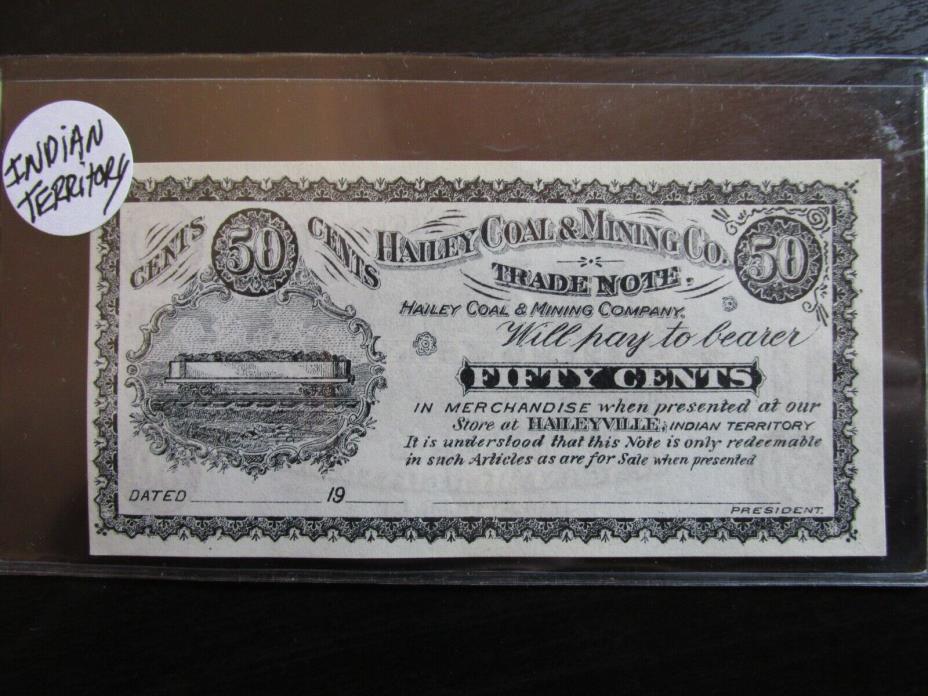 INDIAN
TERRITORY
CENTS 50 CENTS
HAILEY COAL & MINING CO. 50
TRADE NOTE.
HAILEY COAL & MINING COMPANY.
Will pay to bearer
FIFTY CENTS
IN MERCHANDISE when presented at our
Store at HAILEYVILLE, INDIAN TERRITORY
It is understood that this Note is only redeemable
in such Articles as are for Sale when presented
DATED 19
PRESIDENT.